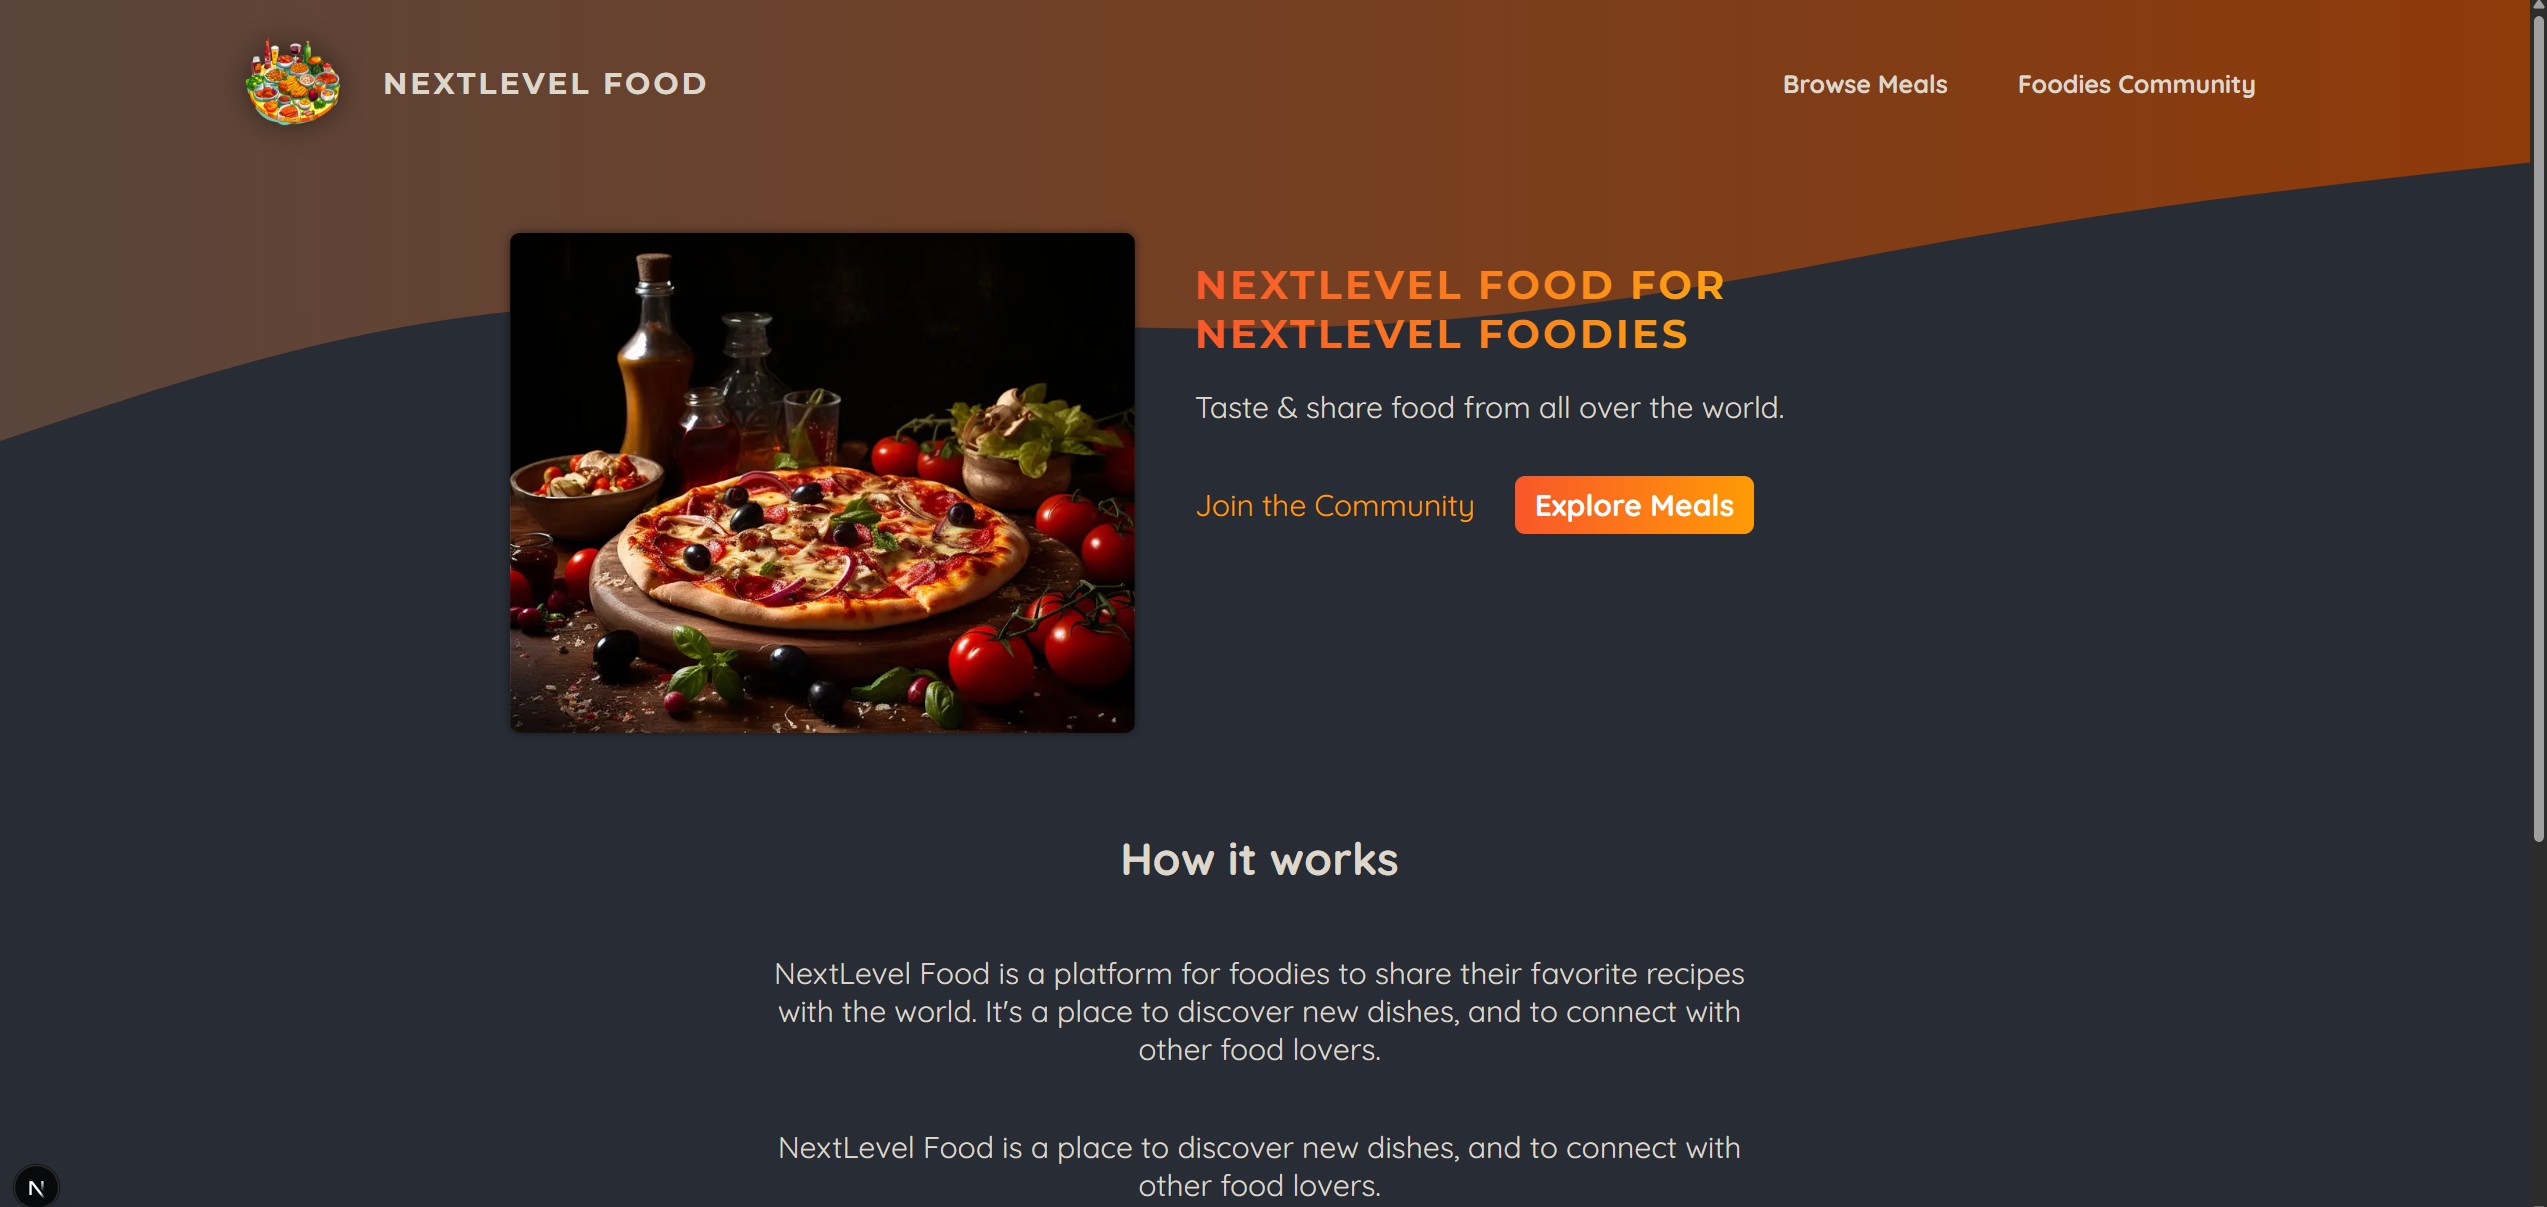 NEXTLEVEL FOOD
Browse Meals
Foodies Community
NEXTLEVEL FOOD FOR
NEXTLEVEL FOODIES
Taste & share food from all over the world.
Join the Community
Explore Meals
How it works
NextLevel Food is a platform for foodies to share their favorite recipes
with the world. It's a place to discover new dishes, and to connect with
other food lovers.
NextLevel Food is a place to discover new dishes, and to connect with
other food lovers.
N